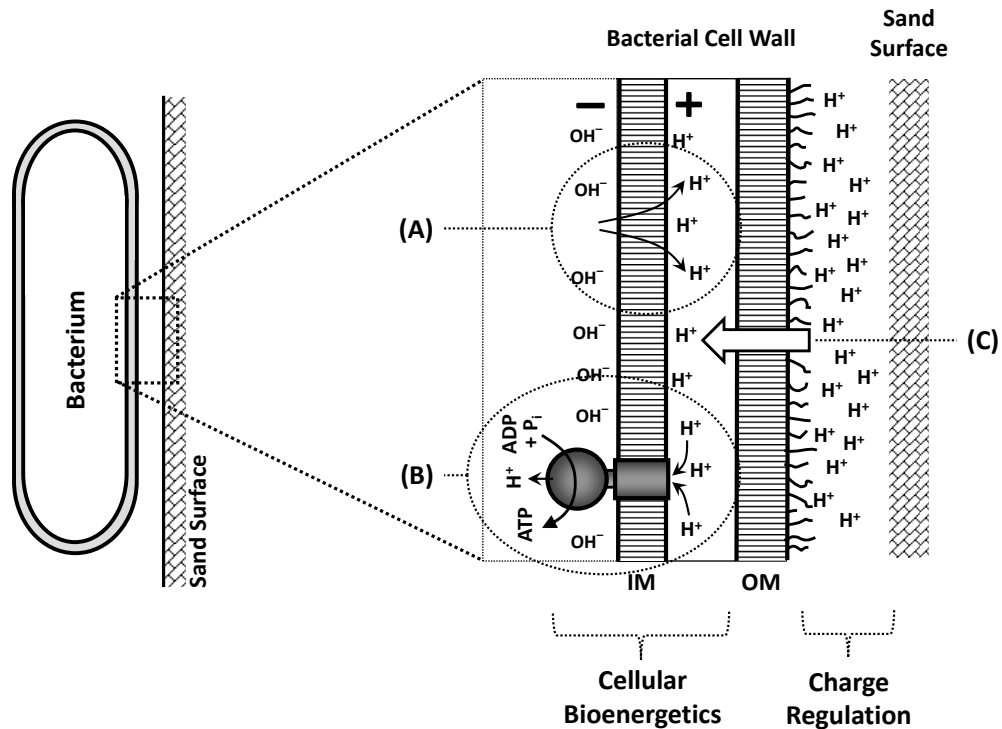 Bacterial Cell Wall
Sand
Surface
− +
OH⁻ H⁺ H⁺
H⁺
OH⁻ H⁺ H⁺
H⁺
(A) H⁺ H⁺ H⁺
H⁺
OH⁻ H⁺ H⁺ H⁺
H⁺
OH⁻ H⁺ H⁺ (C)
H⁺
OH⁻ H⁺ H⁺ H⁺
OH⁻ H⁺ H⁺
H⁺ H⁺
(B) H⁺ H⁺ H⁺
H⁺ H⁺
OH⁻ H⁺
ADP
+ Pᵢ
H⁺
ATP
Bacterium
Sand Surface
IM OM
Cellular
Bioenergetics
Charge
Regulation